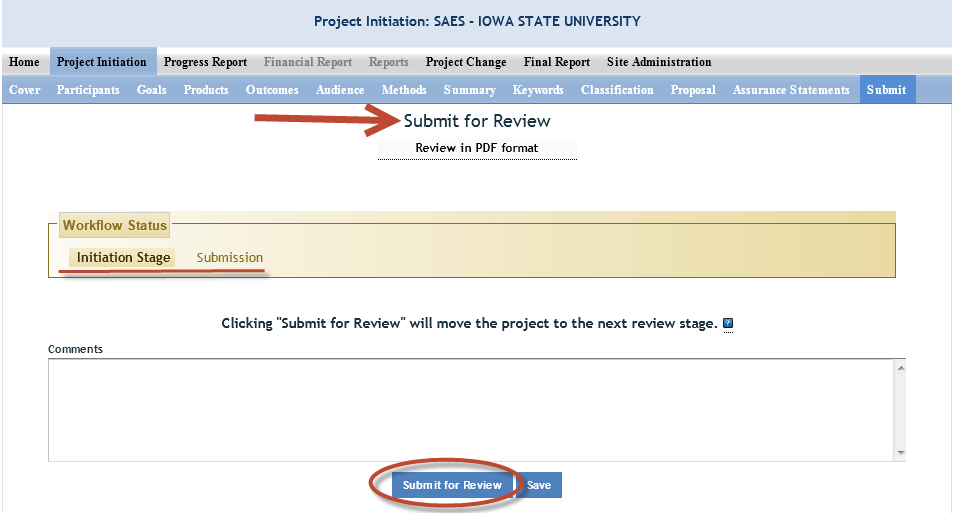 Project Initiation: SAES - IOWA STATE UNIVERSITY
Home Project Initiation Progress Report Financial Report Reports Project Change Final Report Site Administration
Cover Participants Goals Products Outcomes Audience Methods Summary Keywords Classification Proposal Assurance Statements Submit
Submit for Review
Review in PDF format
Workflow Status
Initiation Stage Submission
Clicking "Submit for Review" will move the project to the next review stage. ?
Comments
Submit for Review Save